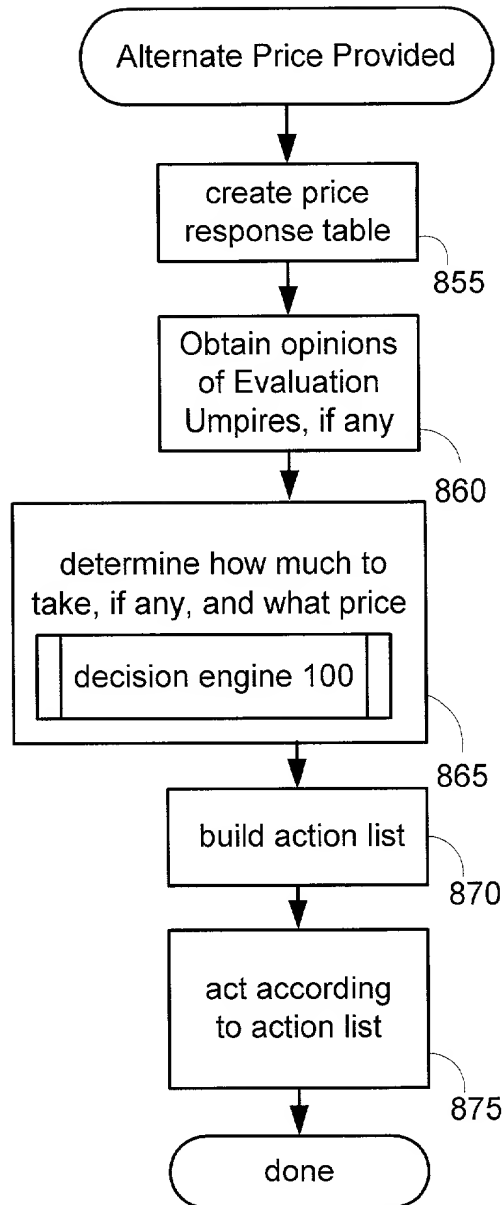 Alternate Price Provided
create price
response table
855
Obtain opinions
of Evaluation
Umpires, if any
860
determine how much to
take, if any, and what price
decision engine 100
865
build action list
870
act according
to action list
875
done